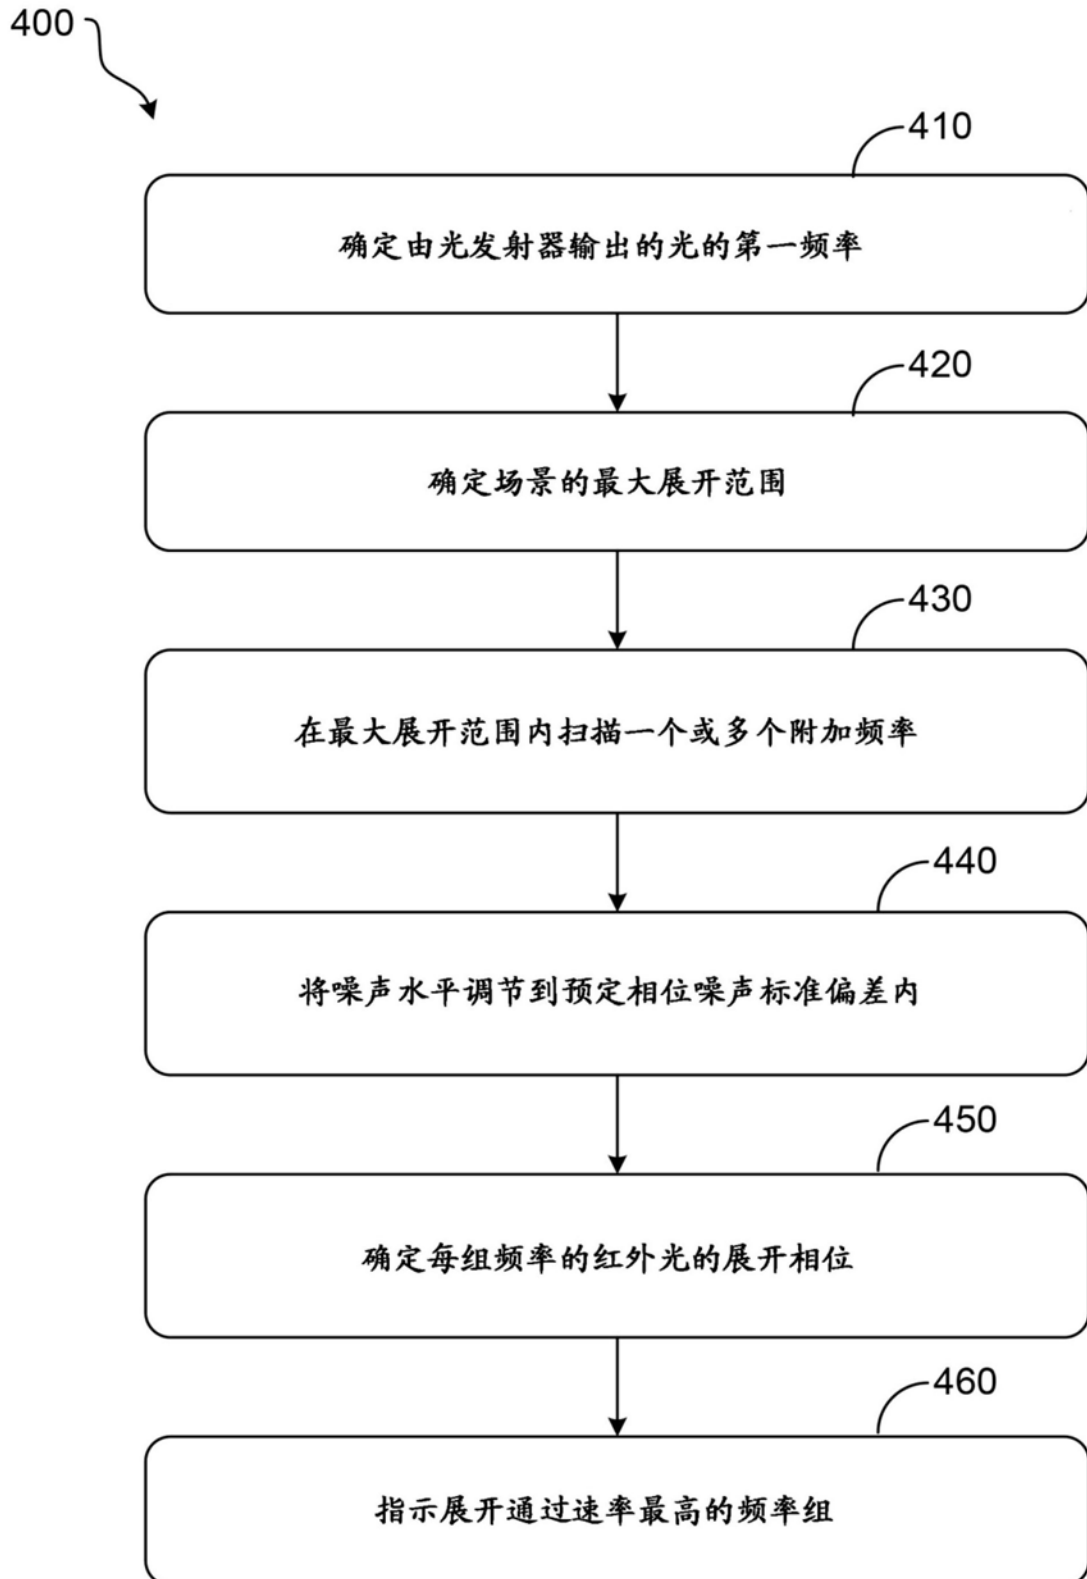 400
410
确定由光发射器输出的光的第一频率
420
确定场景的最大展开范围
430
在最大展开范围内扫描一个或多个附加频率
440
将噪声水平调节到预定相位噪声标准偏差内
450
确定每组频率的红外光的展开相位
460
指示展开通过速率最高的频率组